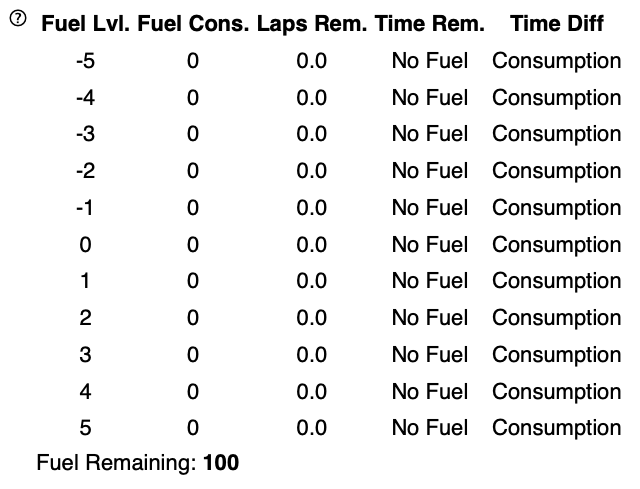 ? Fuel Lvl. Fuel Cons. Laps Rem. Time Rem. Time Diff
-5 0 0.0 No Fuel Consumption
-4 0 0.0 No Fuel Consumption
-3 0 0.0 No Fuel Consumption
-2 0 0.0 No Fuel Consumption
-1 0 0.0 No Fuel Consumption
0 0 0.0 No Fuel Consumption
1 0 0.0 No Fuel Consumption
2 0 0.0 No Fuel Consumption
3 0 0.0 No Fuel Consumption
4 0 0.0 No Fuel Consumption
5 0 0.0 No Fuel Consumption
Fuel Remaining: 100